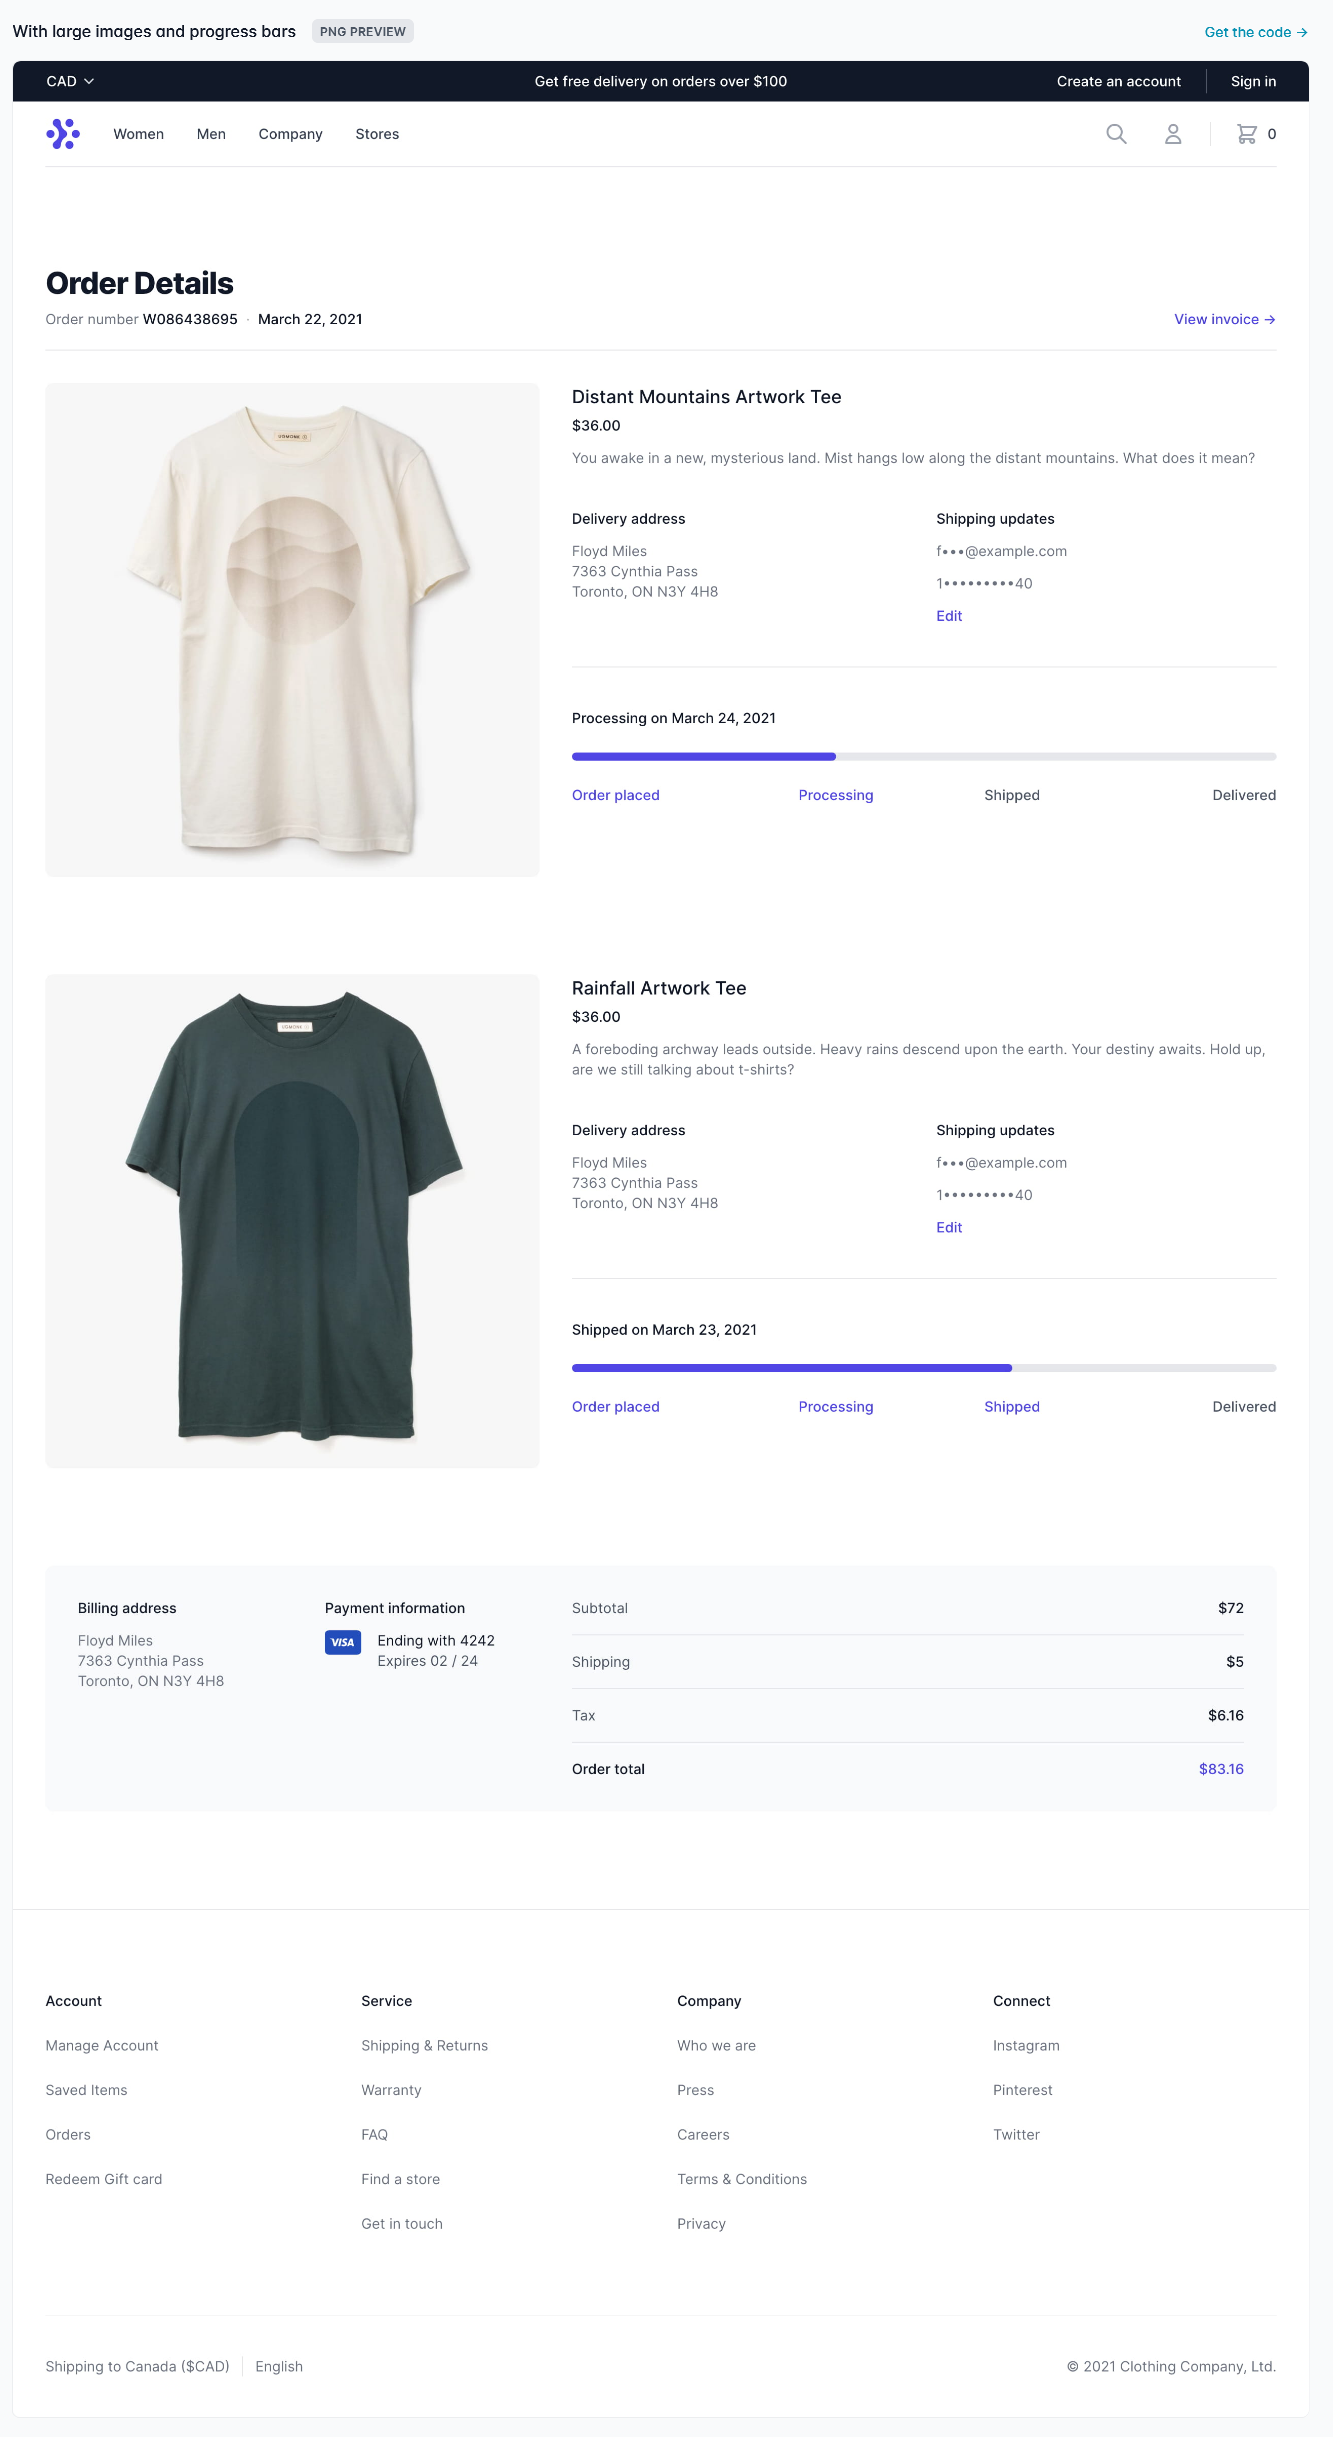 With large images and progress bars PNG PREVIEW Get the code →
CAD Get free delivery on orders over $100 Create an account Sign in
Women Men Company Stores 0
Order Details
Order number W086438695 · March 22, 2021 View invoice →
UGMONK
Distant Mountains Artwork Tee
$36.00
You awake in a new, mysterious land. Mist hangs low along the distant mountains. What does it mean?
Delivery address Shipping updates
Floyd Miles f•••@example.com
7363 Cynthia Pass 1•••••••••40
Toronto, ON N3Y 4H8
Edit
Processing on March 24, 2021
Order placed Processing Shipped Delivered
UGMONK
Rainfall Artwork Tee
$36.00
A foreboding archway leads outside. Heavy rains descend upon the earth. Your destiny awaits. Hold up,
are we still talking about t-shirts?
Delivery address Shipping updates
Floyd Miles f•••@example.com
7363 Cynthia Pass 1•••••••••40
Toronto, ON N3Y 4H8
Edit
Shipped on March 23, 2021
Order placed Processing Shipped Delivered
Billing address Payment information Subtotal $72
Floyd Miles VISA Ending with 4242
7363 Cynthia Pass Expires 02 / 24 Shipping $5
Toronto, ON N3Y 4H8
Tax $6.16
Order total $83.16
Account Service Company Connect
Manage Account Shipping & Returns Who we are Instagram
Saved Items Warranty Press Pinterest
Orders FAQ Careers Twitter
Redeem Gift card Find a store Terms & Conditions
Get in touch Privacy
Shipping to Canada ($CAD) English © 2021 Clothing Company, Ltd.